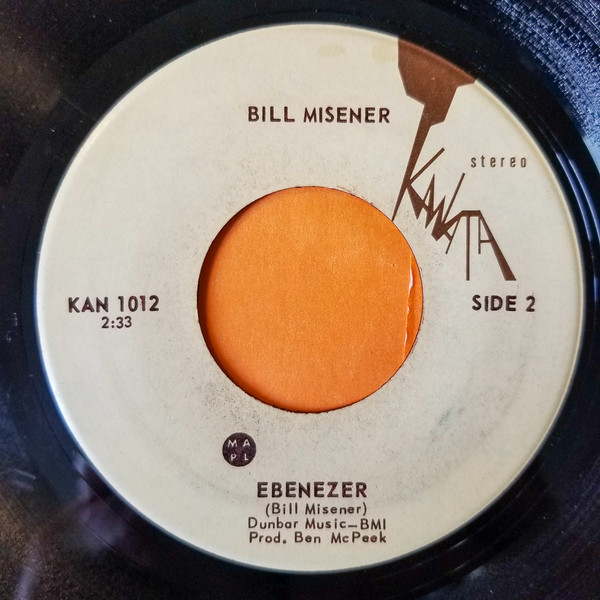 BILL MISENER
stereo
KANATA
KAN 1012
2:33
SIDE 2
MA
PL
EBENEZER
(Bill Misener)
Dunbar Music—BMI
Prod. Ben McPeek